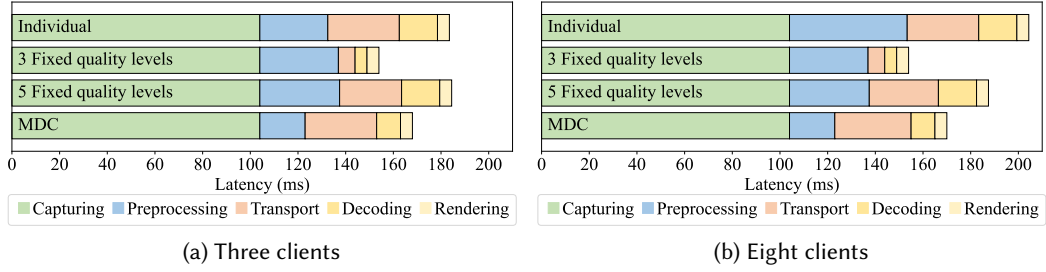 Individual
3 Fixed quality levels
5 Fixed quality levels
MDC
0 20 40 60 80 100 120 140 160 180 200
Latency (ms)
Capturing Preprocessing Transport Decoding Rendering
(a) Three clients
Individual
3 Fixed quality levels
5 Fixed quality levels
MDC
0 20 40 60 80 100 120 140 160 180 200
Latency (ms)
Capturing Preprocessing Transport Decoding Rendering
(b) Eight clients